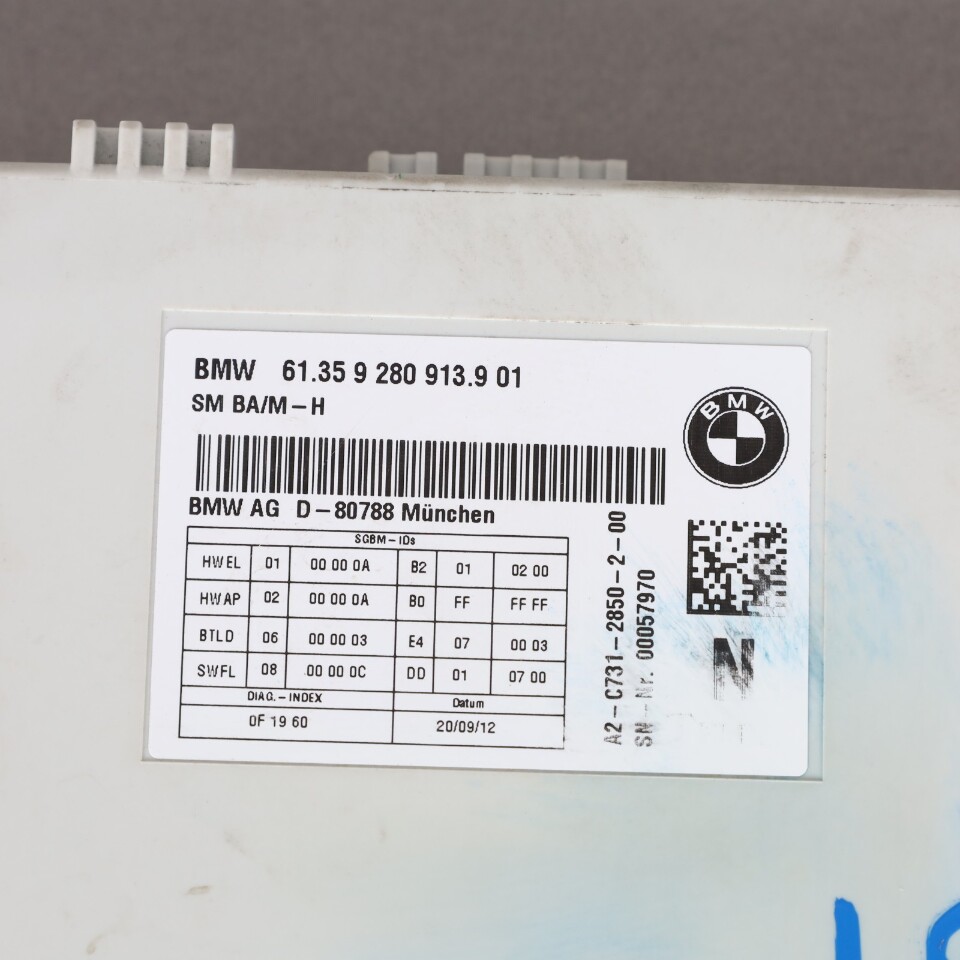 BMW 61.35 9 280 913.9 01
SM BA/M-H
BMW
BMW AG D-80788 München
SGBM-IDs
HWEL 01 00 00 0A B2 01 02 00
HWAP 02 00 00 0A B0 FF FF FF
BTLD 06 00 00 03 E4 07 00 03
SWFL 08 00 00 0C DD 01 07 00
DIAG.-INDEX Datum
0F 19 60 20/09/12
A2-C731-2850-2-00
SN-Nr. 00057970
N